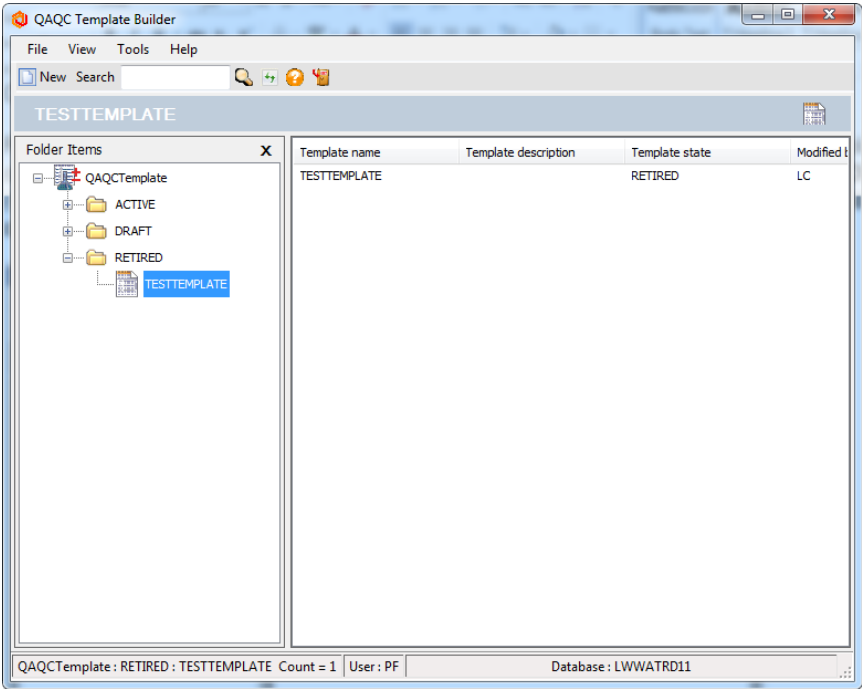 QAQC Template Builder
File View Tools Help
New Search
TESTTEMPLATE
Folder Items X
Template name Template description Template state Modified b
QAQCTemplate
TESTTEMPLATE RETIRED LC
ACTIVE
DRAFT
RETIRED
TESTTEMPLATE
QAQCTemplate : RETIRED : TESTTEMPLATE Count = 1 User : PF Database : LWWATRD11